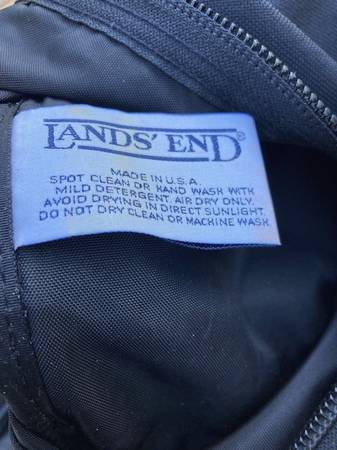 LANDS' END®
MADE IN U.S.A.
SPOT CLEAN OR HAND WASH WITH
MILD DETERGENT. AIR DRY ONLY.
AVOID DRYING IN DIRECT SUNLIGHT.
DO NOT DRY CLEAN OR MACHINE WASH.